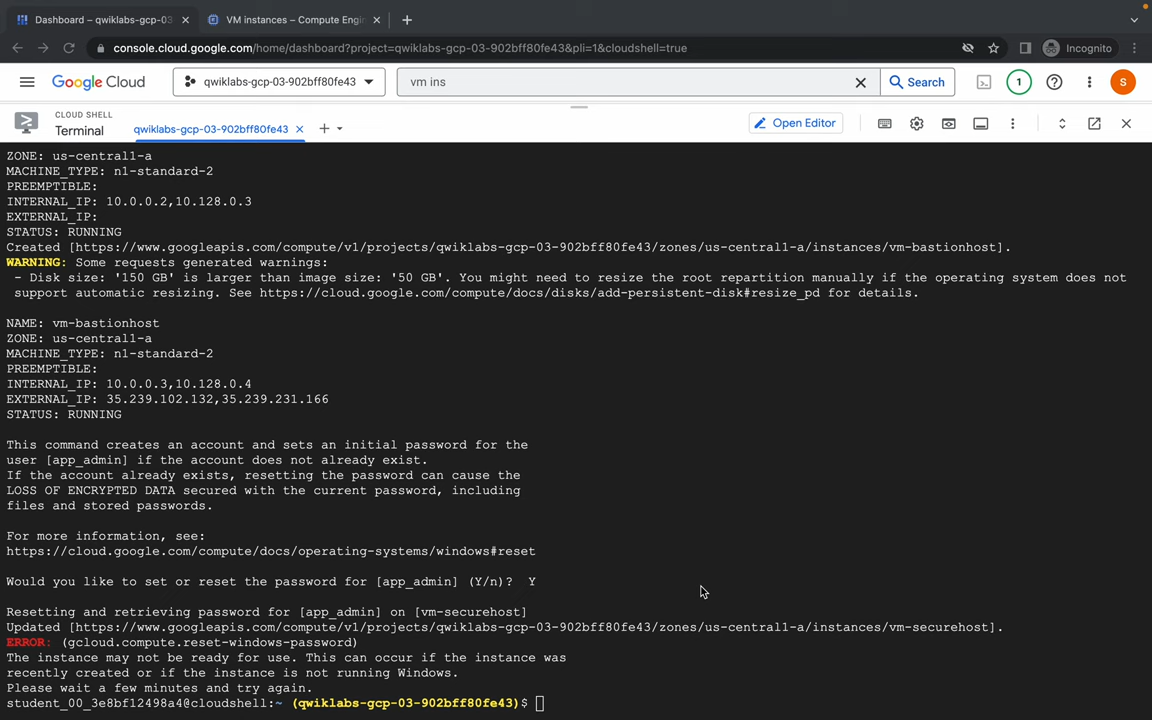 Dashboard – qwiklabs-gcp-03
VM instances – Compute Engi
console.cloud.google.com/home/dashboard?project=qwiklabs-gcp-03-902bff80fe43&pli=1&cloudshell=true
Incognito
Google Cloud
qwiklabs-gcp-03-902bff80fe43
vm ins
Search
1
S
CLOUD SHELL
Terminal
qwiklabs-gcp-03-902bff80fe43
Open Editor
ZONE: us-central1-a
MACHINE_TYPE: n1-standard-2
PREEMPTIBLE:
INTERNAL_IP: 10.0.0.2,10.128.0.3
EXTERNAL_IP:
STATUS: RUNNING
Created [https://www.googleapis.com/compute/v1/projects/qwiklabs-gcp-03-902bff80fe43/zones/us-central1-a/instances/vm-bastionhost].
WARNING: Some requests generated warnings:
- Disk size: '150 GB' is larger than image size: '50 GB'. You might need to resize the root repartition manually if the operating system does not
support automatic resizing. See https://cloud.google.com/compute/docs/disks/add-persistent-disk#resize_pd for details.
NAME: vm-bastionhost
ZONE: us-central1-a
MACHINE_TYPE: n1-standard-2
PREEMPTIBLE:
INTERNAL_IP: 10.0.0.3,10.128.0.4
EXTERNAL_IP: 35.239.102.132,35.239.231.166
STATUS: RUNNING
This command creates an account and sets an initial password for the
user [app_admin] if the account does not already exist.
If the account already exists, resetting the password can cause the
LOSS OF ENCRYPTED DATA secured with the current password, including
files and stored passwords.
For more information, see:
https://cloud.google.com/compute/docs/operating-systems/windows#reset
Would you like to set or reset the password for [app_admin] (Y/n)? Y
Resetting and retrieving password for [app_admin] on [vm-securehost]
Updated [https://www.googleapis.com/compute/v1/projects/qwiklabs-gcp-03-902bff80fe43/zones/us-central1-a/instances/vm-securehost].
ERROR: (gcloud.compute.reset-windows-password)
The instance may not be ready for use. This can occur if the instance was
recently created or if the instance is not running Windows.
Please wait a few minutes and try again.
student_00_3e8bf12498a4@cloudshell:~ (qwiklabs-gcp-03-902bff80fe43)$